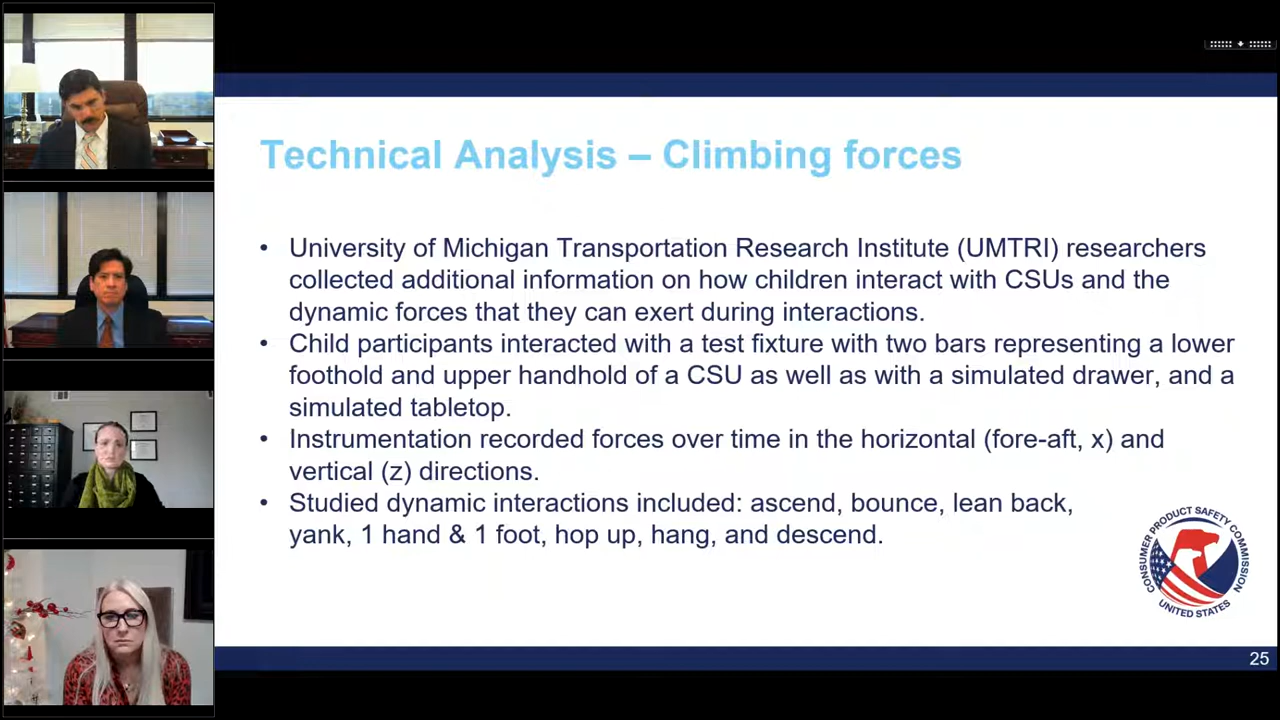 Technical Analysis – Climbing forces
• University of Michigan Transportation Research Institute (UMTRI) researchers
collected additional information on how children interact with CSUs and the
dynamic forces that they can exert during interactions.
• Child participants interacted with a test fixture with two bars representing a lower
foothold and upper handhold of a CSU as well as with a simulated drawer, and a
simulated tabletop.
• Instrumentation recorded forces over time in the horizontal (fore-aft, x) and
vertical (z) directions.
• Studied dynamic interactions included: ascend, bounce, lean back,
yank, 1 hand & 1 foot, hop up, hang, and descend.
CONSUMER PRODUCT SAFETY COMMISSION
UNITED STATES
25